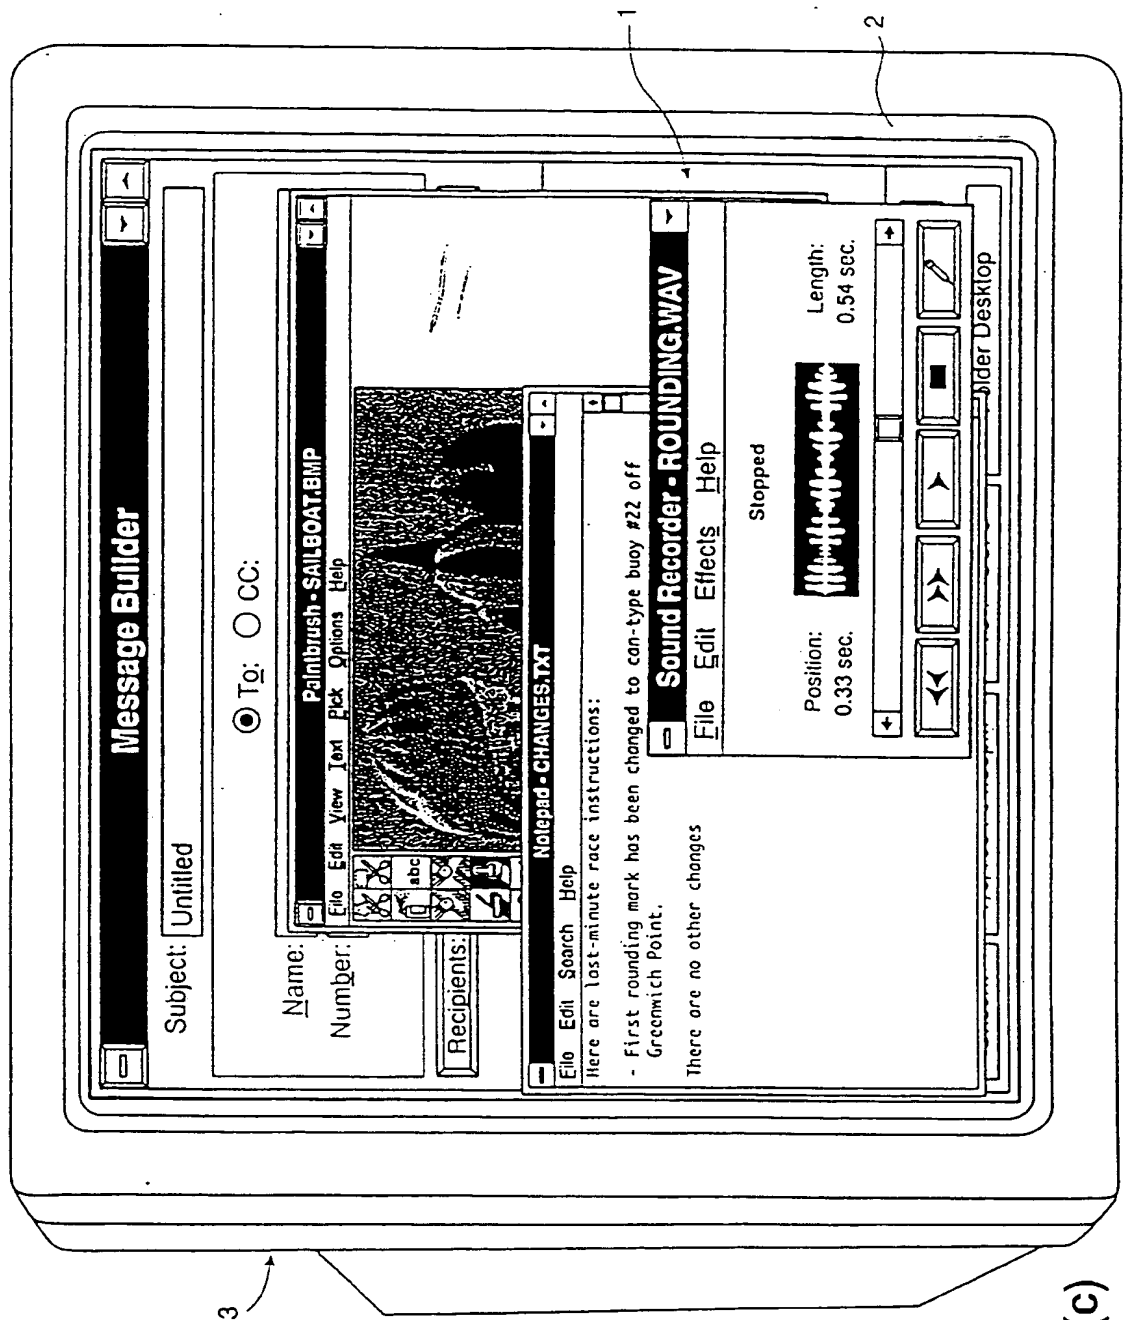 Message Builder
Subject: Untitled
To: CC:
Name:
Number:
Recipients:
Paintbrush - SAILBOAT.BMP
File Edit View Text Pick Options Help
abc
Notepad - CHANGES.TXT
File Edit Search Help
Here are last-minute race instructions:
- First rounding mark has been changed to can-type buoy #22 off
Greenwich Point.
There are no other changes
Sound Recorder - ROUNDING.WAV
File Edit Effects Help
Stopped
Position: Length:
0.33 sec. 0.54 sec.
older Desktop
1
2
3
(c)